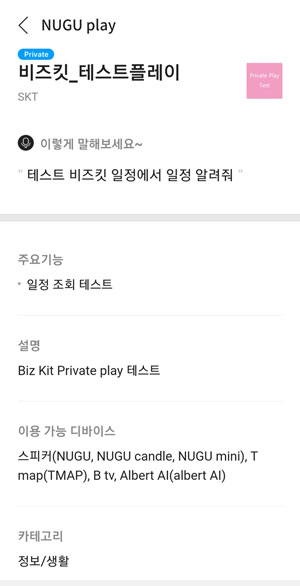 NUGU play
Private
비즈킷_테스트플레이
SKT
Private Play
Test
이렇게 말해보세요~
" 테스트 비즈킷 일정에서 일정 알려줘 "
주요기능
• 일정 조회 테스트
설명
Biz Kit Private play 테스트
이용 가능 디바이스
스피커(NUGU, NUGU candle, NUGU mini), T
map(TMAP), B tv, Albert AI(albert AI)
카테고리
정보/생활